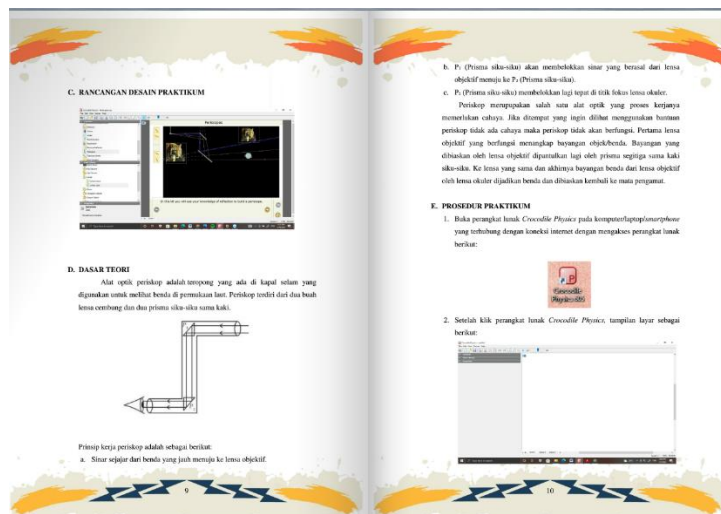 C. RANCANGAN DESAIN PRAKTIKUM
Periscopes
D. DASAR TEORI
Alat optik periskop adalah teropong yang ada di kapal selam yang
digunakan untuk melihat benda di permukaan laut. Periskop terdiri dari dua buah
lensa cembung dan dua prisma siku-siku sama kaki.
Prinsip kerja periskop adalah sebagai berikut:
a. Sinar sejajar dari benda yang jauh menuju ke lensa objektif.
9
b. P₁ (Prisma siku-siku) akan membelokkan sinar yang berasal dari lensa
objektif menuju ke P₂ (Prisma siku-siku).
c. P₂ (Prisma siku-siku) membelokkan lagi tepat di titik fokus lensa okuler.
Periskop merupakan salah satu alat optik yang proses kerjanya
memerlukan cahaya. Jika ditempat yang ingin dilihat menggunakan bantuan
periskop tidak ada cahaya maka periskop tidak akan berfungsi. Pertama lensa
objektif yang berfungsi menangkap bayangan objek/benda. Bayangan yang
dibiaskan oleh lensa objektif dipantulkan lagi oleh prisma segitiga sama kaki
siku-siku. Ke lensa yang sama dan akhirnya bayangan benda dari lensa objektif
oleh lensa okuler dijadikan benda dan dibiaskan kembali ke mata pengamat.
E. PROSEDUR PRAKTIKUM
1. Buka perangkat lunak Crocodile Physics pada komputer/laptop/smartphone
yang terhubung dengan koneksi internet dengan mengakses perangkat lunak
berikut:
Crocodile
Physics 605
2. Setelah klik perangkat lunak Crocodile Physics, tampilan layar sebagai
berikut:
10